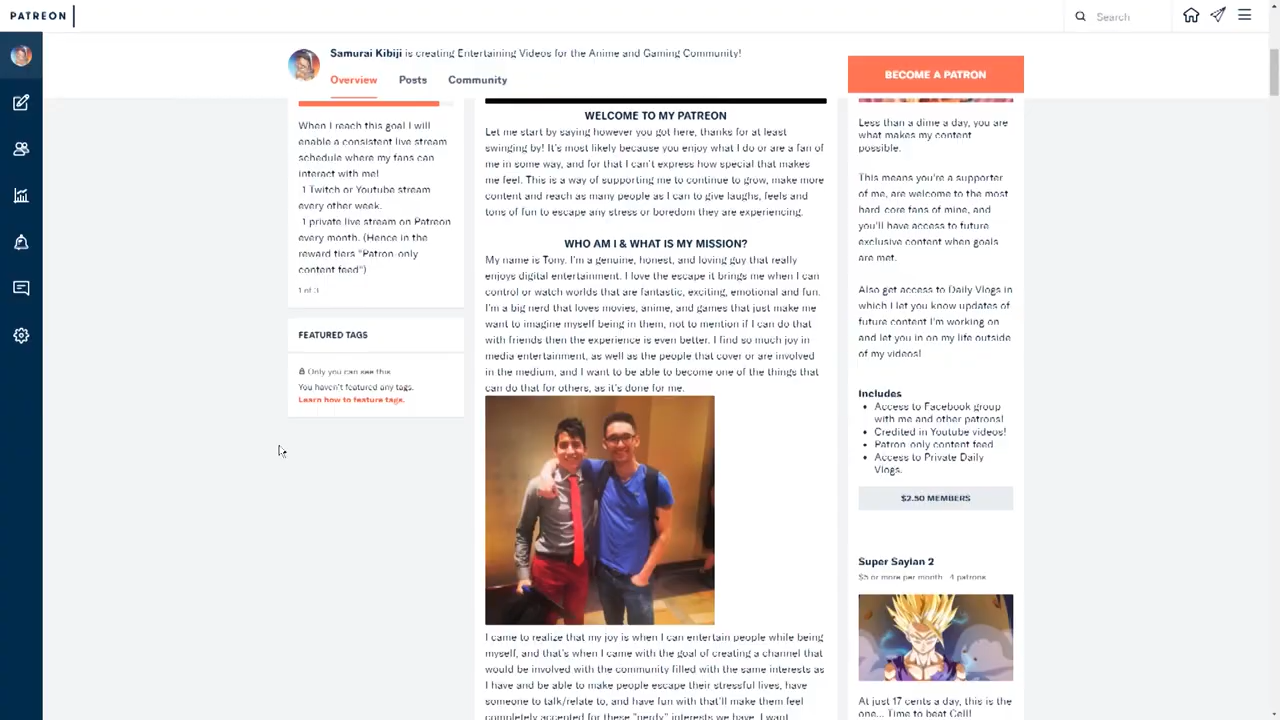 PATREON
Search
Samurai Kibiji is creating Entertaining Videos for the Anime and Gaming Community!
Overview
Posts
Community
BECOME A PATRON
When I reach this goal I will
enable a consistent live stream
schedule where my fans can
interact with me!
1 Twitch or Youtube stream
every other week.
1 private live stream on Patreon
every month. (Hence in the
reward tiers "Patron-only
content feed")
1 of 3
FEATURED TAGS
Only you can see this
You haven't featured any tags.
Learn how to feature tags.
WELCOME TO MY PATREON
Let me start by saying however you got here, thanks for at least
swinging by! It's most likely because you enjoy what I do or are a fan of
me in some way, and for that I can't express how special that makes
me feel. This is a way of supporting me to continue to grow, make more
content and reach as many people as I can to give laughs, feels and
tons of fun to escape any stress or boredom they are experiencing.
WHO AM I & WHAT IS MY MISSION?
My name is Tony. I'm a genuine, honest, and loving guy that really
enjoys digital entertainment. I love the escape it brings me when I can
control or watch worlds that are fantastic, exciting, emotional and fun.
I'm a big nerd that loves movies, anime, and games that just make me
want to imagine myself being in them, not to mention if I can do that
with friends then the experience is even better. I find so much joy in
media entertainment, as well as the people that cover or are involved
in the medium, and I want to be able to become one of the things that
can do that for others, as it's done for me.
I came to realize that my joy is when I can entertain people while being
myself, and that's when I came with the goal of creating a channel that
would be involved with the community filled with the same interests as
I have and be able to make people escape their stressful lives, have
someone to talk/relate to, and have fun with that'll make them feel
completely accepted for these "nerdy" interests we have. I want
Less than a dime a day, you are
what makes my content
possible.
This means you're a supporter
of me, are welcome to the most
hard-core fans of mine, and
you'll have access to future
exclusive content when goals
are met.
Also get access to Daily Vlogs in
which I let you know updates of
future content I'm working on
and let you in on my life outside
of my videos!
Includes
• Access to Facebook group
with me and other patrons!
• Credited in Youtube videos!
• Patron-only content feed
• Access to Private Daily
Vlogs.
$2.50 MEMBERS
Super Saiyan 2
$5 or more per month 4 patrons
At just 17 cents a day, this is the
one... Time to beat Cell!